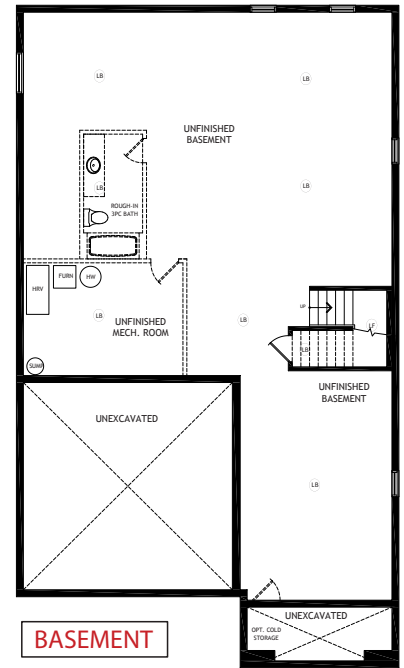 LB
LB
UNFINISHED
BASEMENT
LB
LB
ROUGH-IN
3PC BATH
HRV
FURN
HW
UP
LB
UNFINISHED
MECH. ROOM
LB
LF
LB
SUMP
UNFINISHED
BASEMENT
UNEXCAVATED
LB
UNEXCAVATED
OPT. COLD
STORAGE
BASEMENT